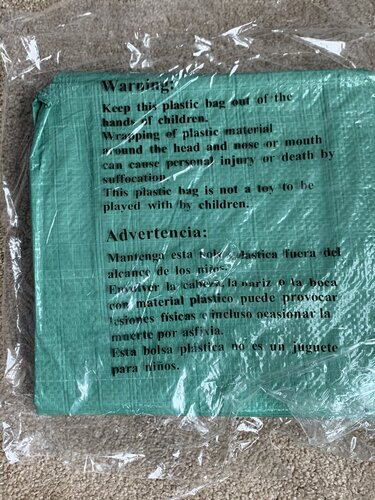 Warning:
Keep this plastic bag out of the
hands of children.
Wrapping of plastic material
around the head and nose or mouth
can cause personal injury or death by
suffocation.
This plastic bag is not a toy to be
played with by children.
Advertencia:
Mantenga esta bolsa plastica fuera del
alcance de los niños.
Envolver la cabeza, la nariz o la boca
con material plástico puede provocar
lesiones físicas e incluso ocasionar la
muerte por asfixia.
Esta bolsa plástica no es un juguete
para niños.